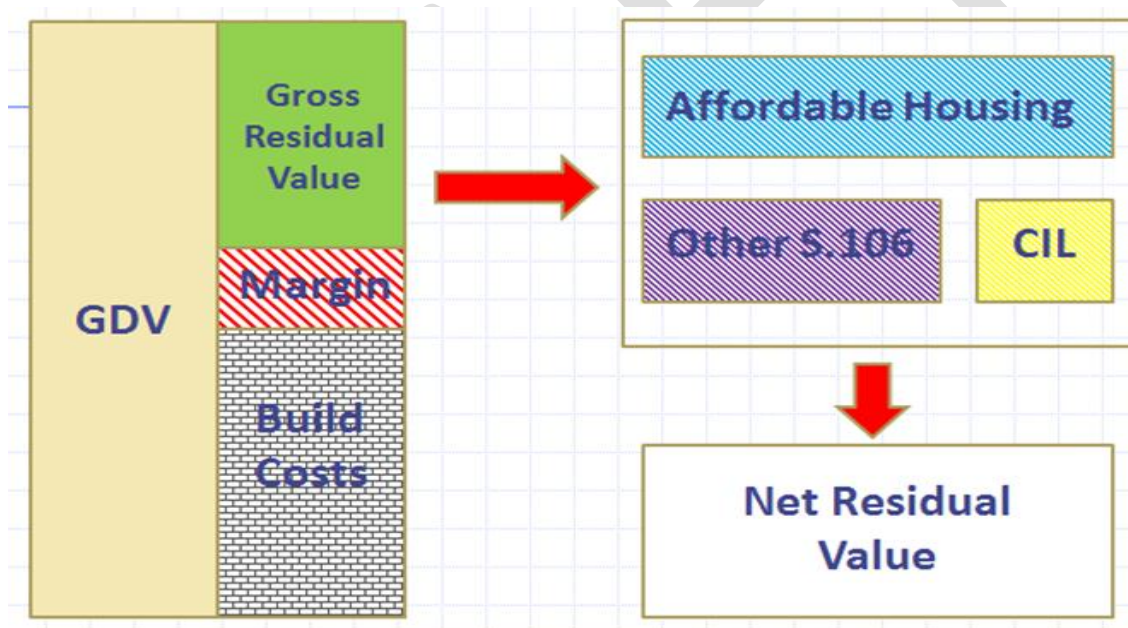 GDV
Gross
Residual
Value
Margin
Build
Costs
Affordable Housing
Other S.106
CIL
Net Residual
Value